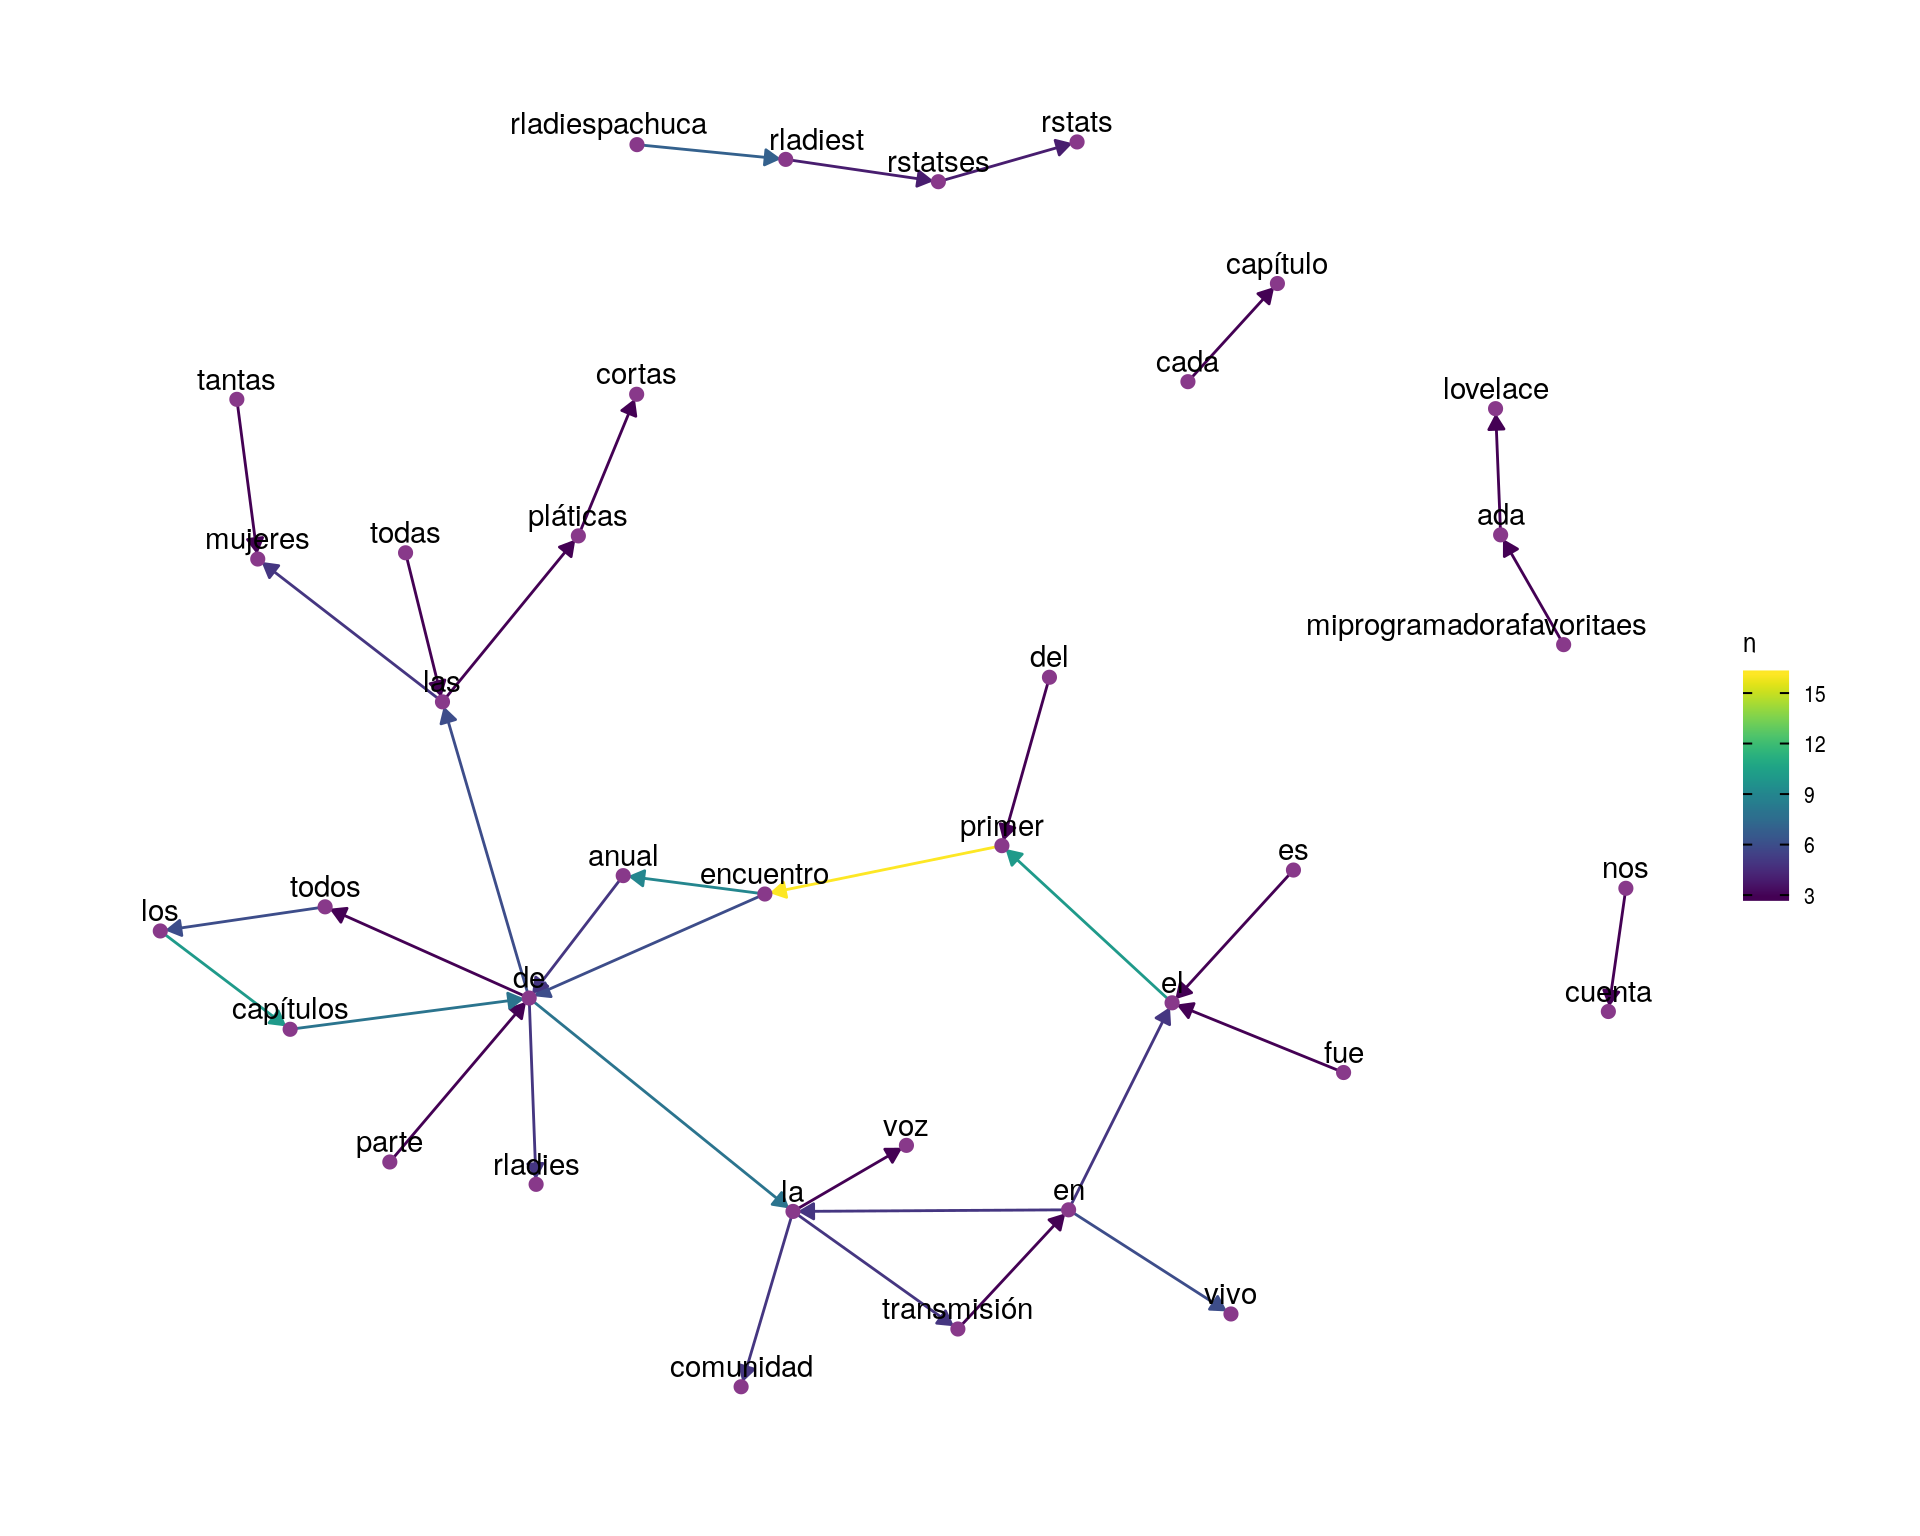 rladiespachuca
rladiest
rstatses
rstats
capítulo
cada
tantas
cortas
lovelace
mujeres
todas
pláticas
ada
miprogramadorafavoritaes
las
del
n
15
12
9
6
3
primer
anual
encuentro
es
nos
todos
los
de
el
cuenta
capítulos
fue
parte
rladies
voz
la
en
vivo
transmisión
comunidad